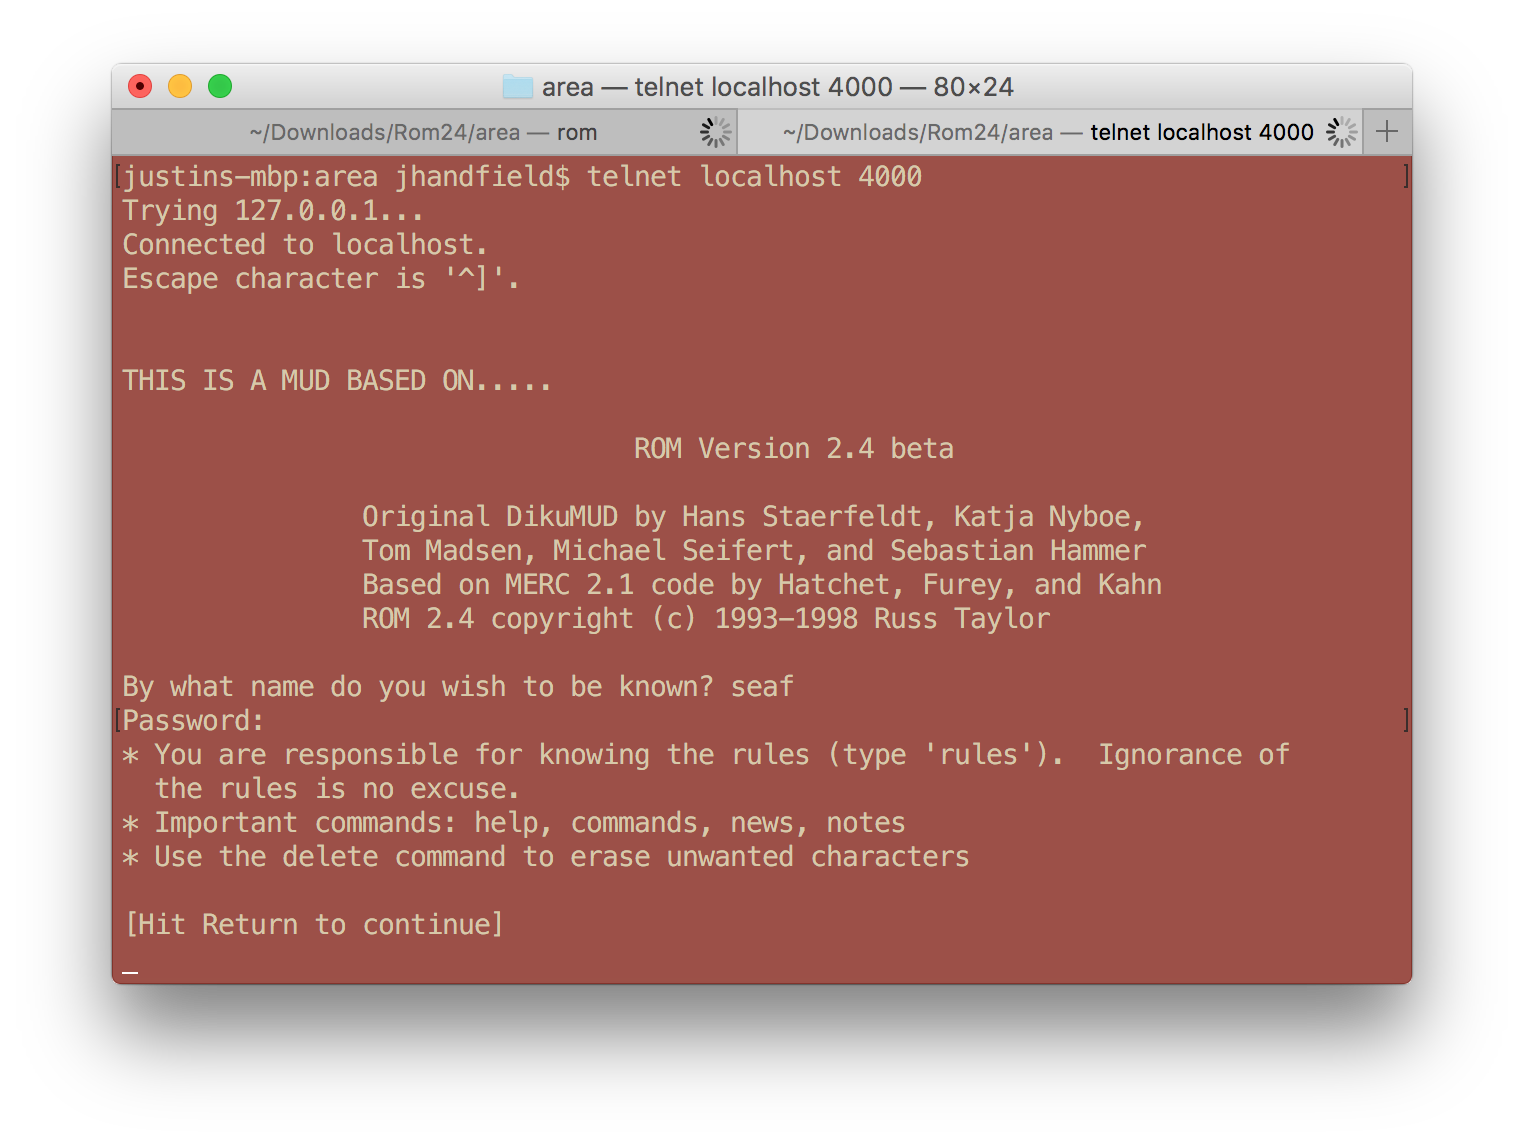 area — telnet localhost 4000 — 80×24
~/Downloads/Rom24/area — rom
~/Downloads/Rom24/area — telnet localhost 4000 +
[justins-mbp:area jhandfield$ telnet localhost 4000 ]
Trying 127.0.0.1...
Connected to localhost.
Escape character is '^]'.
THIS IS A MUD BASED ON.....
ROM Version 2.4 beta
Original DikuMUD by Hans Staerfeldt, Katja Nyboe,
Tom Madsen, Michael Seifert, and Sebastian Hammer
Based on MERC 2.1 code by Hatchet, Furey, and Kahn
ROM 2.4 copyright (c) 1993-1998 Russ Taylor
By what name do you wish to be known? seaf
[Password: ]
* You are responsible for knowing the rules (type 'rules').  Ignorance of
the rules is no excuse.
* Important commands: help, commands, news, notes
* Use the delete command to erase unwanted characters
[Hit Return to continue]